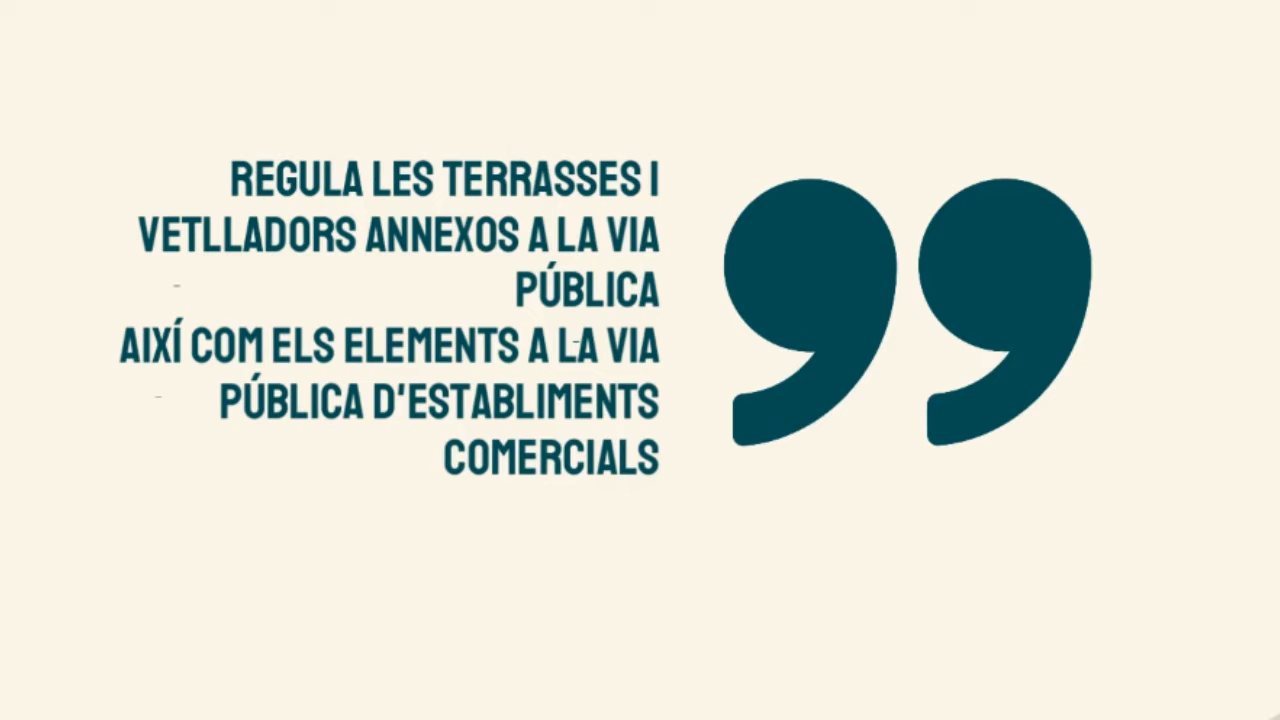 REGULA LES TERRASSES I
VETLLADORS ANNEXOS A LA VIA
PÚBLICA
AIXÍ COM ELS ELEMENTS A LA VIA
PÚBLICA D'ESTABLIMENTS
COMERCIALS